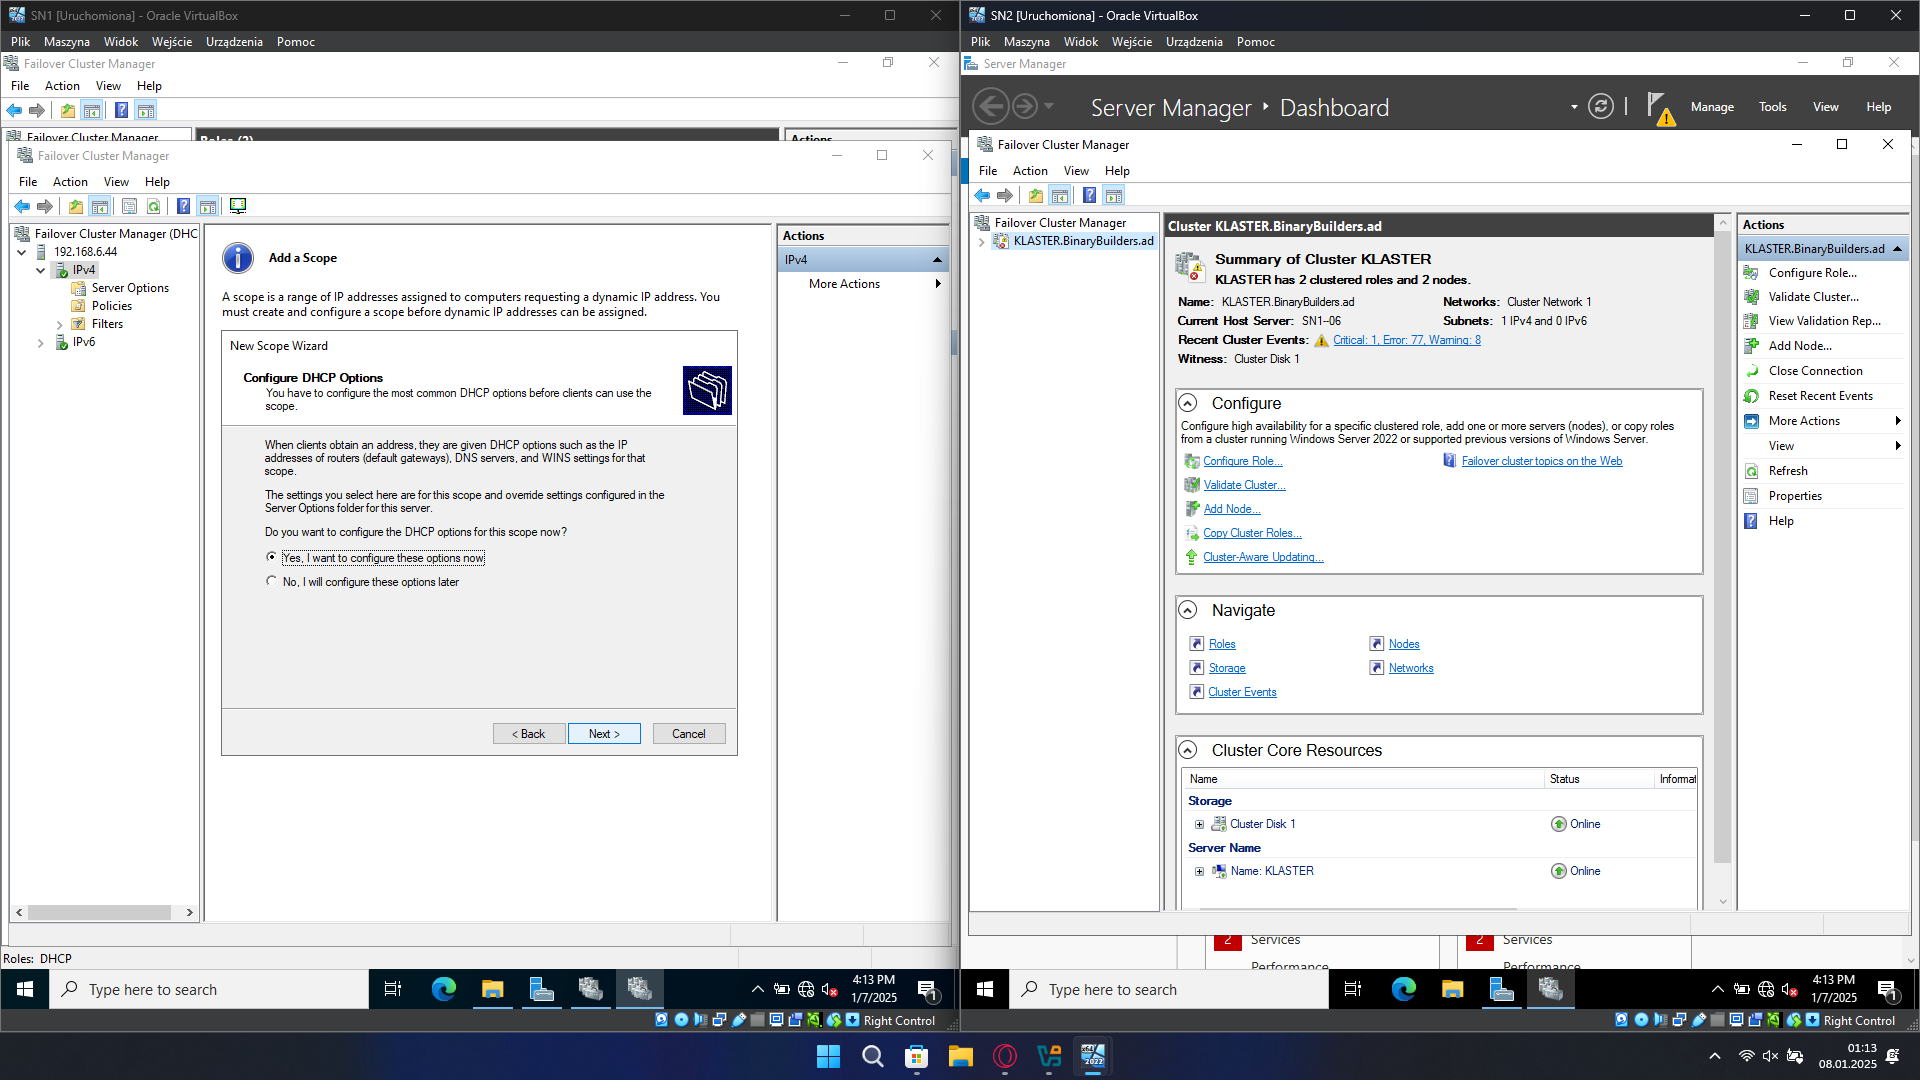 SN1 [Uruchomiona] - Oracle VirtualBox
Plik Maszyna Widok Wejście Urządzenia Pomoc
Failover Cluster Manager
File Action View Help
Failover Cluster Manager
Roles (2)
Actions
Failover Cluster Manager
File Action View Help
Failover Cluster Manager (DHC
192.168.6.44
IPv4
Server Options
Policies
Filters
IPv6
Add a Scope
A scope is a range of IP addresses assigned to computers requesting a dynamic IP address. You
must create and configure a scope before dynamic IP addresses can be assigned.
New Scope Wizard
Configure DHCP Options
You have to configure the most common DHCP options before clients can use the
scope.
When clients obtain an address, they are given DHCP options such as the IP
addresses of routers (default gateways), DNS servers, and WINS settings for that
scope.
The settings you select here are for this scope and override settings configured in the
Server Options folder for this server.
Do you want to configure the DHCP options for this scope now?
Yes, I want to configure these options now
No, I will configure these options later
< Back Next > Cancel
Actions
IPv4
More Actions
Roles: DHCP
Type here to search
4:13 PM
1/7/2025
1
Right Control
SN2 [Uruchomiona] - Oracle VirtualBox
Plik Maszyna Widok Wejście Urządzenia Pomoc
Server Manager
Server Manager Dashboard
Manage Tools View Help
Failover Cluster Manager
File Action View Help
Failover Cluster Manager
KLASTER.BinaryBuilders.ad
Cluster KLASTER.BinaryBuilders.ad
Summary of Cluster KLASTER
KLASTER has 2 clustered roles and 2 nodes.
Name: KLASTER.BinaryBuilders.ad
Networks: Cluster Network 1
Current Host Server: SN1--06
Subnets: 1 IPv4 and 0 IPv6
Recent Cluster Events: Critical: 1, Error: 77, Warning: 8
Witness: Cluster Disk 1
Configure
Configure high availability for a specific clustered role, add one or more servers (nodes), or copy roles
from a cluster running Windows Server 2022 or supported previous versions of Windows Server.
Configure Role...
Failover cluster topics on the Web
Validate Cluster...
Add Node...
Copy Cluster Roles...
Cluster-Aware Updating...
Navigate
Roles
Nodes
Storage
Networks
Cluster Events
Cluster Core Resources
Name Status Informat
Storage
Cluster Disk 1 Online
Server Name
Name: KLASTER Online
Actions
KLASTER.BinaryBuilders.ad
Configure Role...
Validate Cluster...
View Validation Rep...
Add Node...
Close Connection
Reset Recent Events
More Actions
View
Refresh
Properties
Help
2 Services
Performance
2 Services
Performance
Type here to search
4:13 PM
1/7/2025
1
Right Control
x64
2022
01:13
08.01.2025